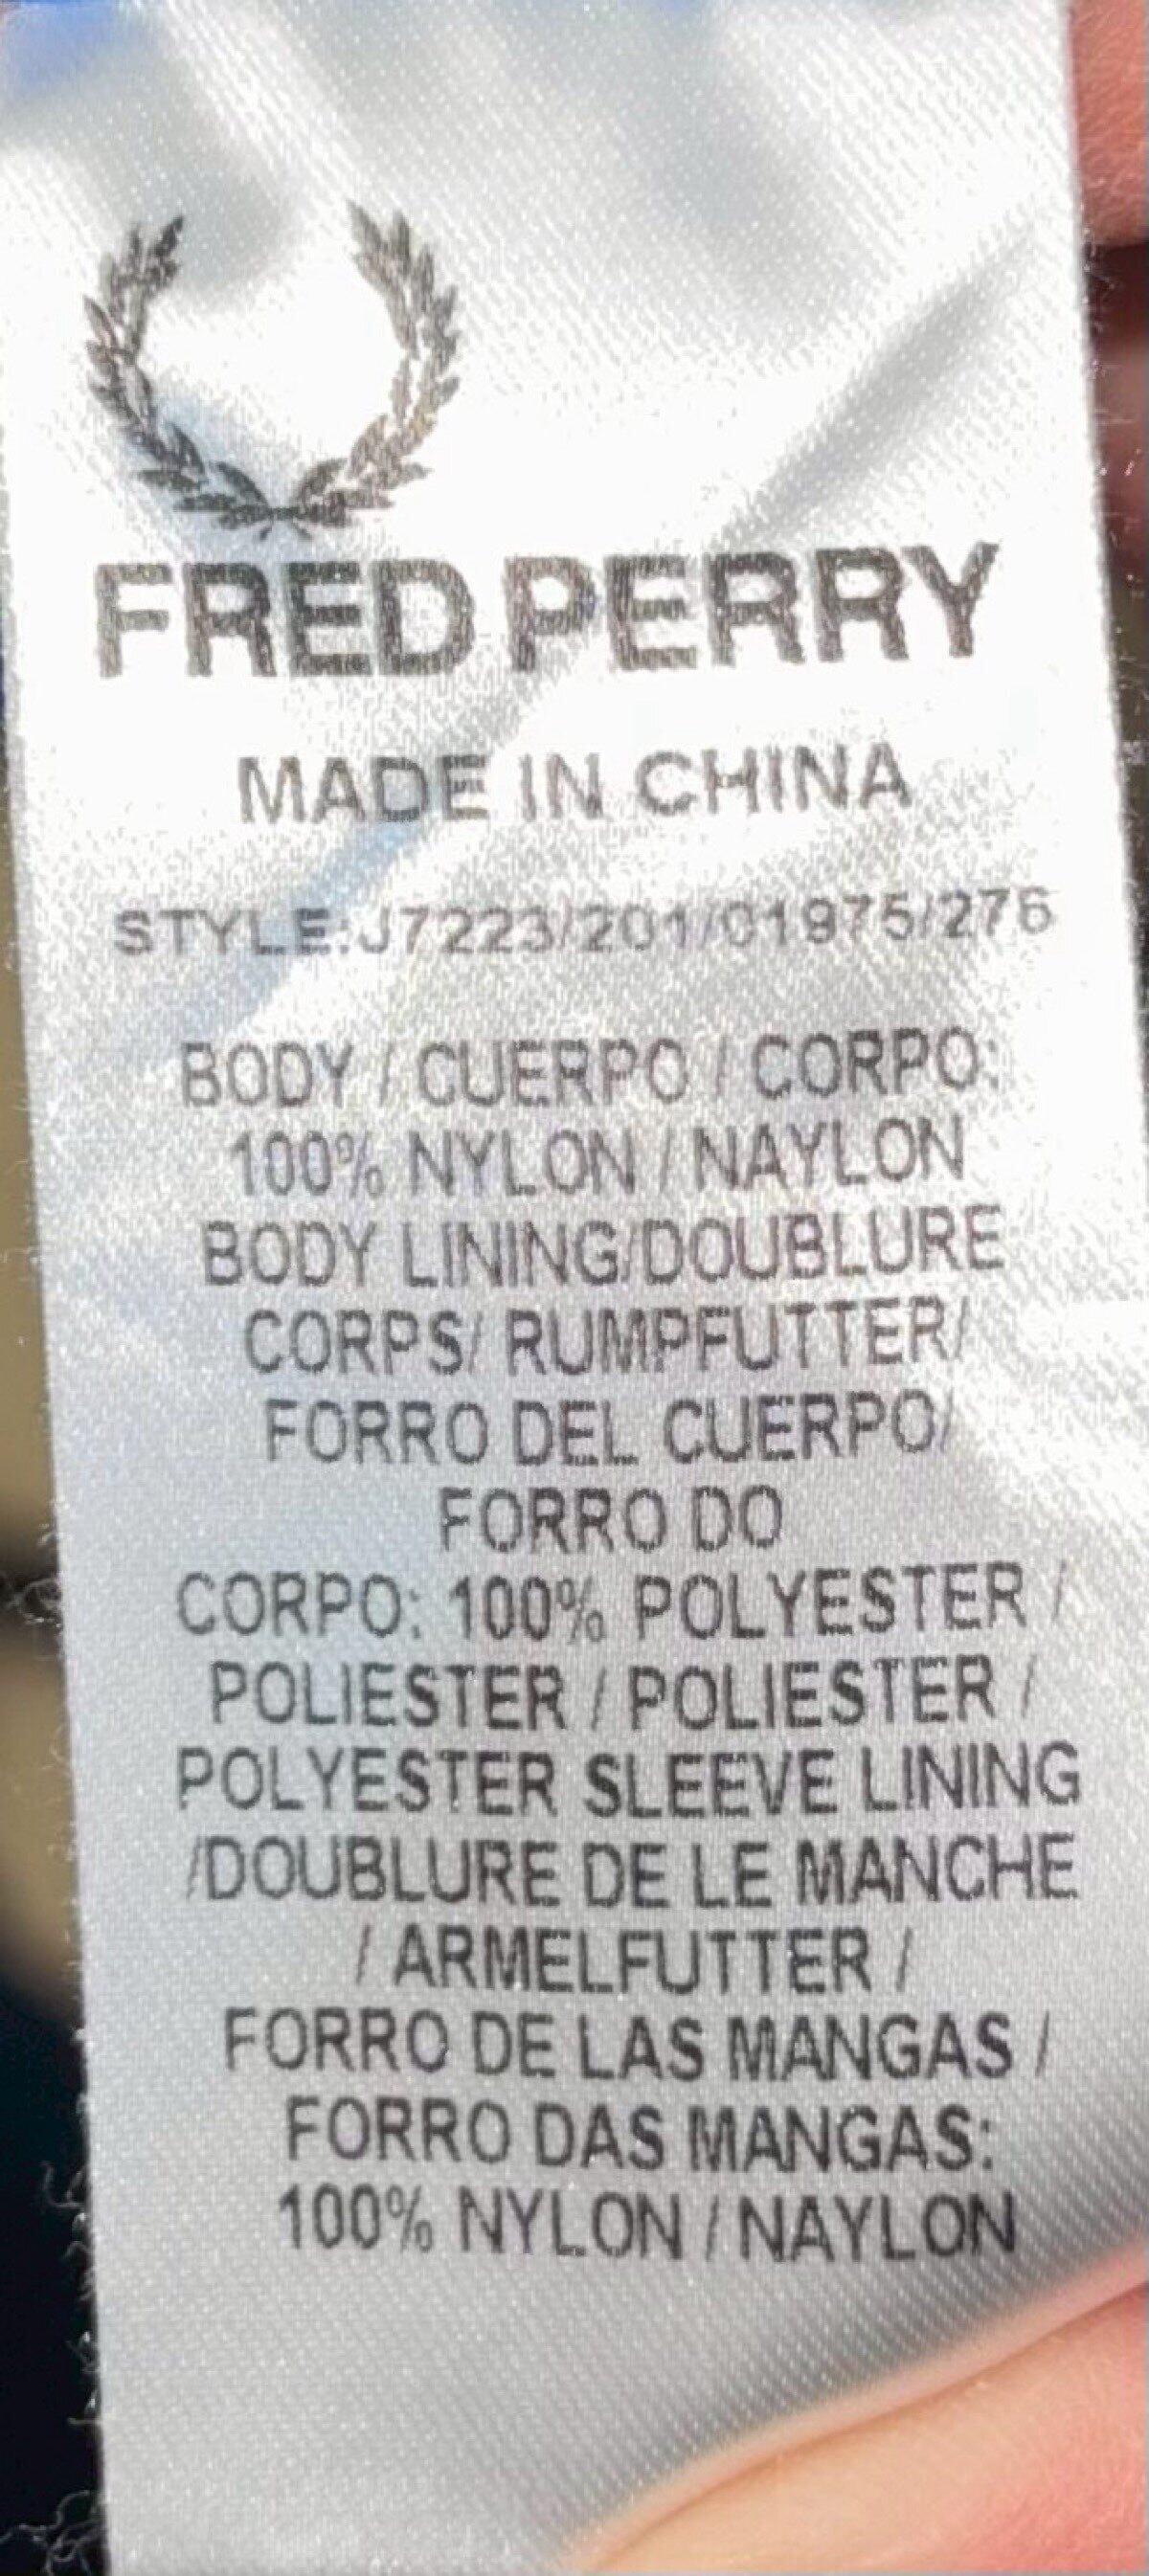 FRED PERRY
MADE IN CHINA
STYLE:J7223/201/01975/276
BODY / CUERPO / CORPO:
100% NYLON / NAYLON
BODY LINING/DOUBLURE
CORPS/ RUMPFUTTER/
FORRO DEL CUERPO/
FORRO DO
CORPO: 100% POLYESTER /
POLIESTER / POLIESTER /
POLYESTER SLEEVE LINING
/DOUBLURE DE LE MANCHE
/ ARMELFUTTER /
FORRO DE LAS MANGAS /
FORRO DAS MANGAS:
100% NYLON / NAYLON